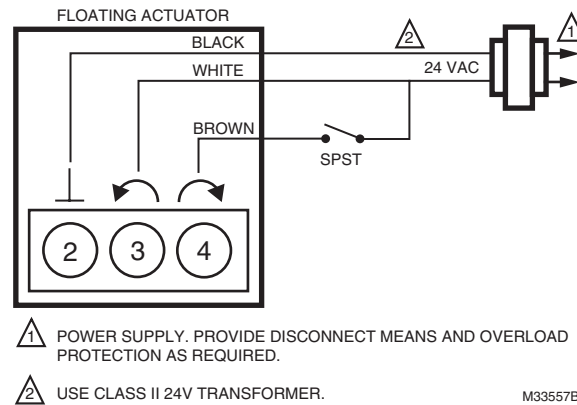 FLOATING ACTUATOR
BLACK
2
1
WHITE
24 VAC
BROWN
SPST
2
3
4
1 POWER SUPPLY. PROVIDE DISCONNECT MEANS AND OVERLOAD
PROTECTION AS REQUIRED.
2 USE CLASS II 24V TRANSFORMER.
M33557B